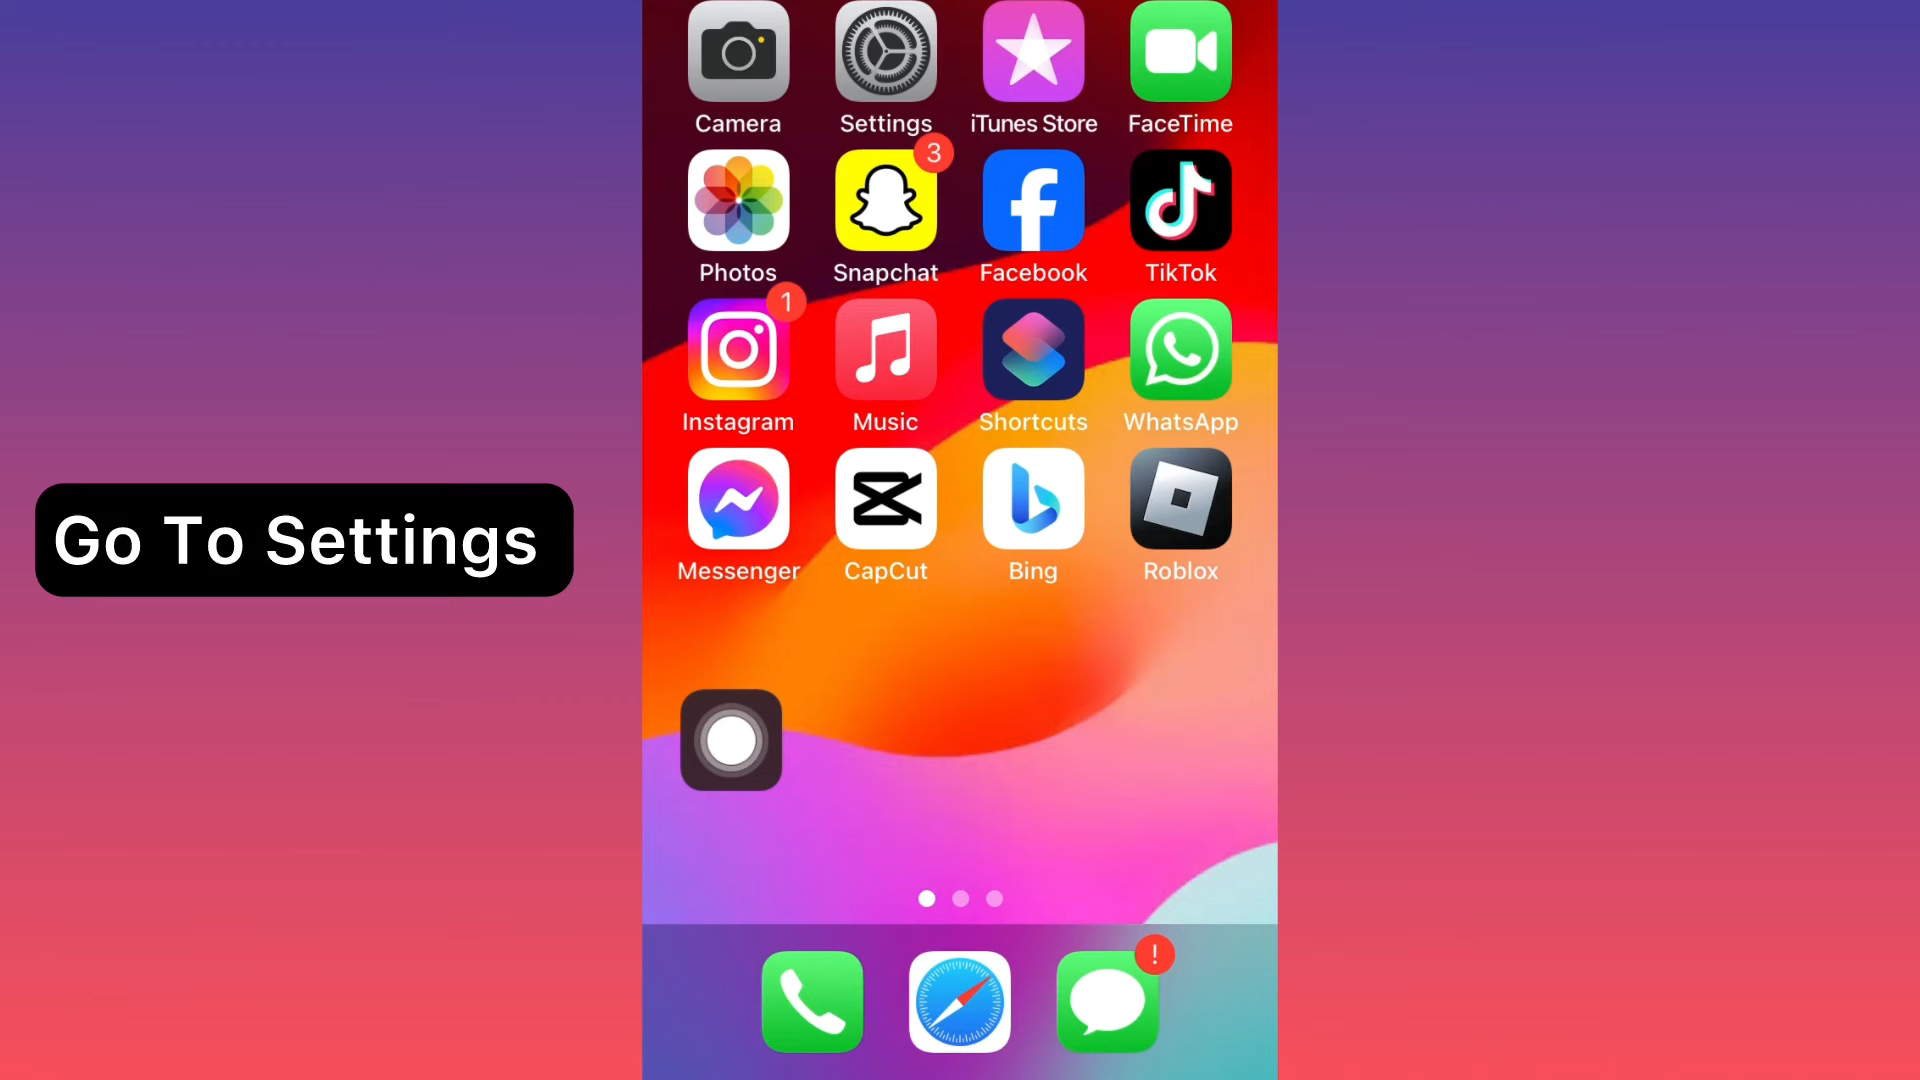 Camera Settings iTunes Store FaceTime
3
Photos Snapchat Facebook TikTok
1
Instagram Music Shortcuts WhatsApp
Go To Settings
Messenger CapCut Bing Roblox
!